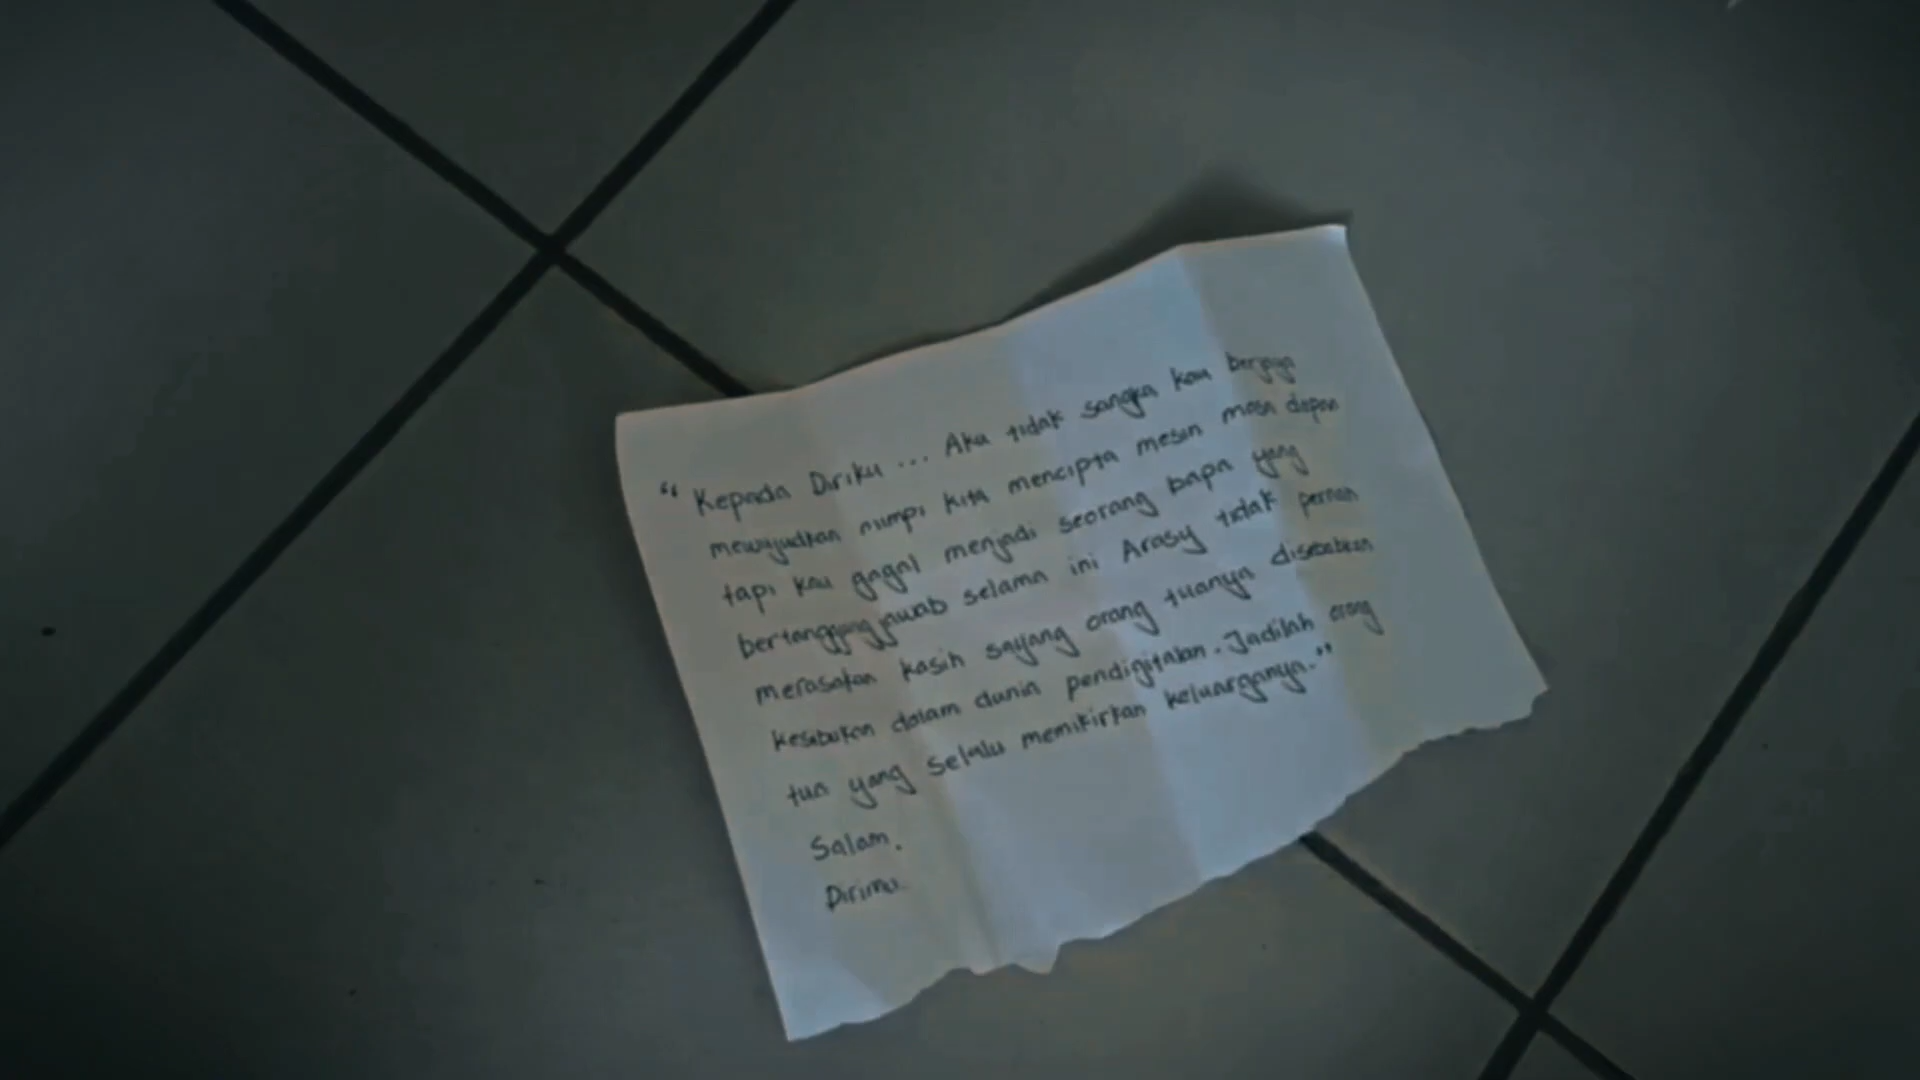 “ Kepada Diriku ... Aku tidak sangka kau berjaya
mewujudkan mimpi kita mencipta mesin masa depan
tapi kau gagal menjadi seorang bapa yang
bertanggungjawab selama ini Arasy tidak pernah
merasakan kasih sayang orang tuanya disebabkan
kesibukan dalam dunia pendigitalan. Jadilah orang
tua yang selalu memikirkan keluarganya.”
Salam.
Dirimu.